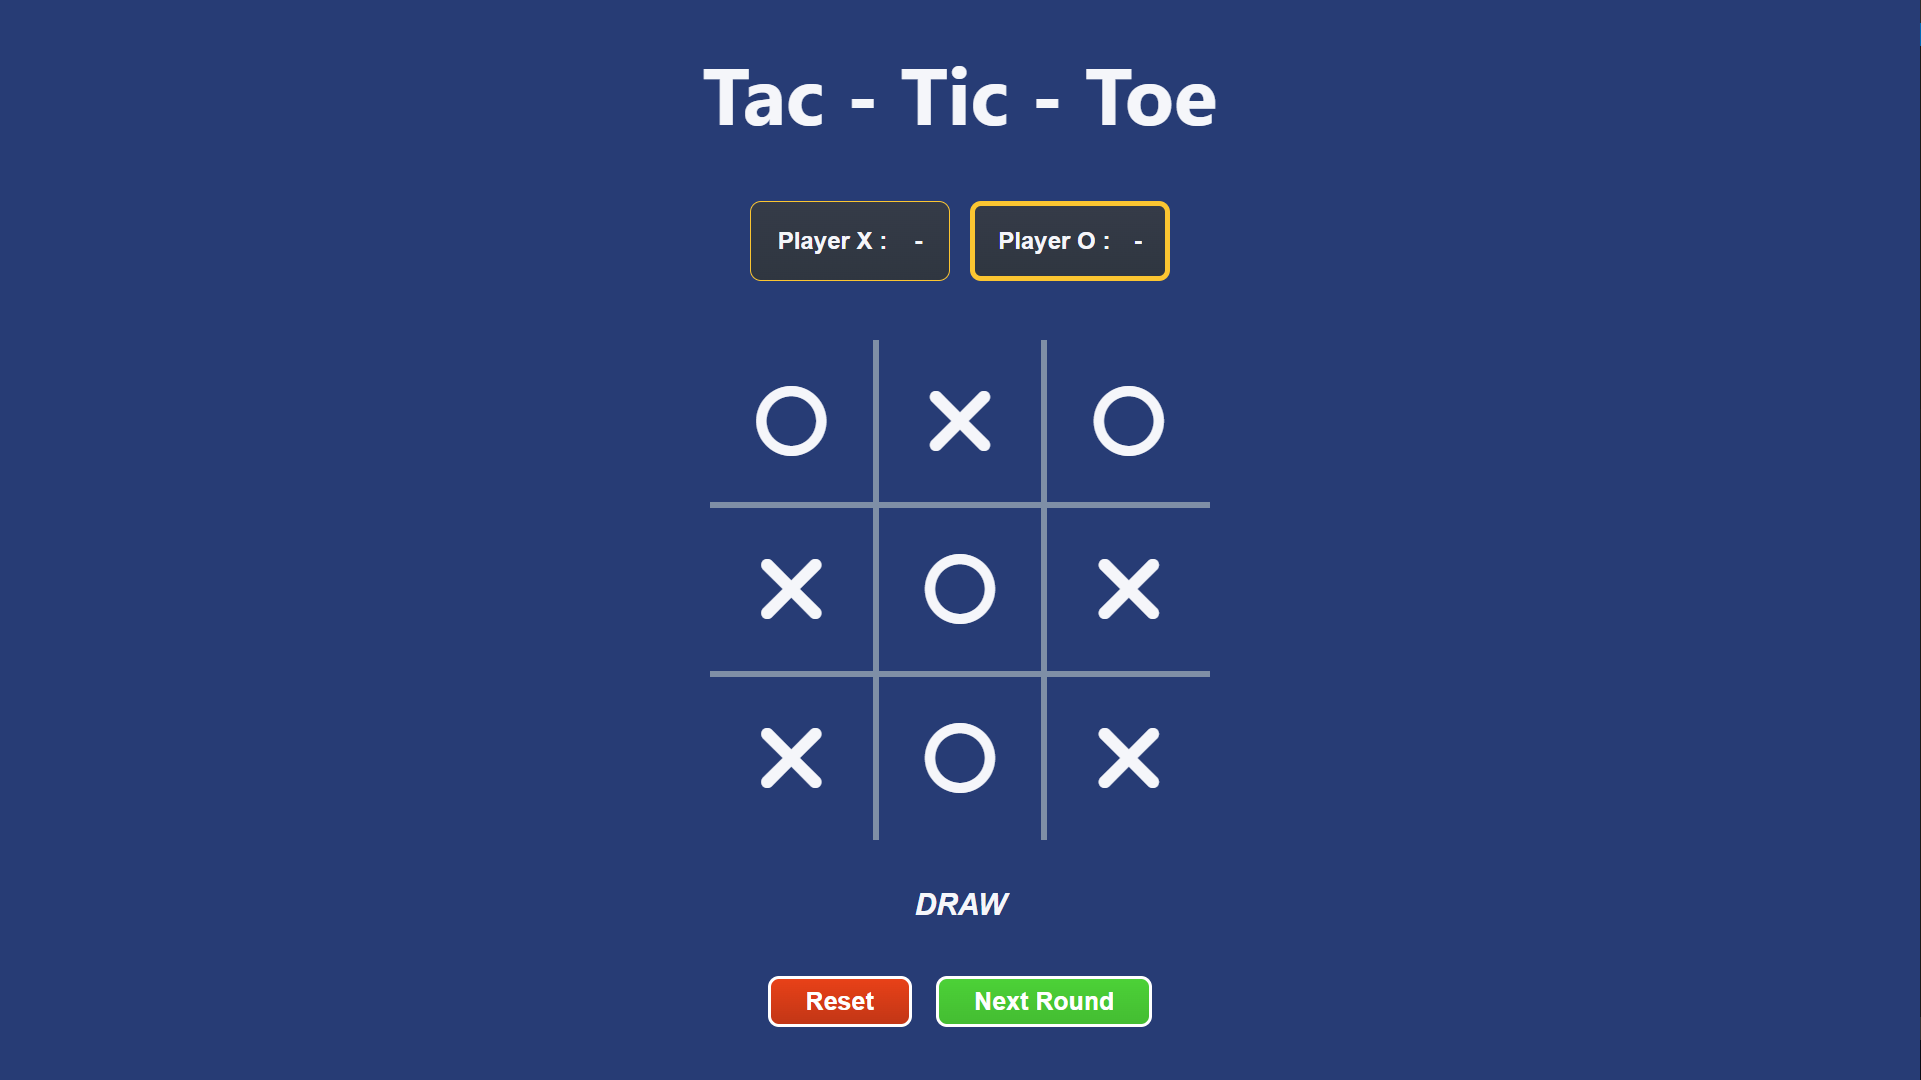 Tac - Tic - Toe
Player X : -
Player O : -
DRAW
Reset
Next Round